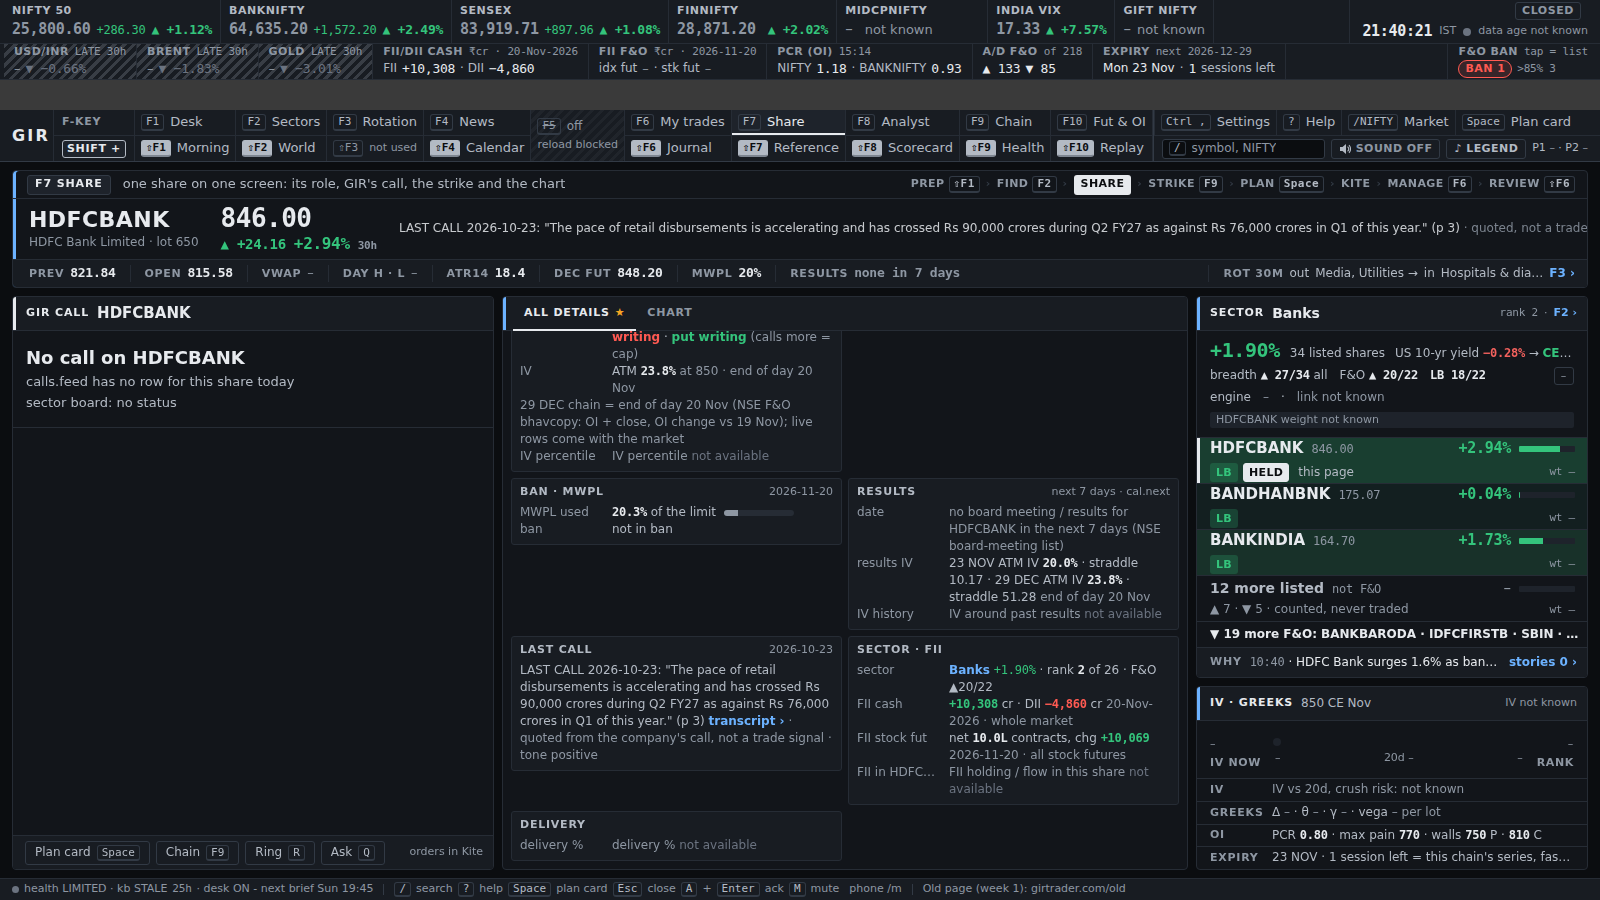 NIFTY 50
25,800.60 +286.30 ▲ +1.12%
BANKNIFTY
64,635.20 +1,572.20 ▲ +2.49%
SENSEX
83,919.71 +897.96 ▲ +1.08%
FINNIFTY
28,871.20 ▲ +2.02%
MIDCPNIFTY
– not known
INDIA VIX
17.33 ▲ +7.57%
GIFT NIFTY
– not known
CLOSED
21:40:21 IST ● data age not known
USD/INR LATE 30h
– ▼ −0.66%
BRENT LATE 30h
– ▼ −1.83%
GOLD LATE 30h
– ▼ −3.01%
FII/DII CASH ₹cr · 20-Nov-2026
FII +10,308 · DII −4,860
FII F&O ₹cr · 2026-11-20
idx fut – · stk fut –
PCR (OI) 15:14
NIFTY 1.18 · BANKNIFTY 0.93
A/D F&O of 218
▲ 133 ▼ 85
EXPIRY next 2026-12-29
Mon 23 Nov · 1 sessions left
F&O BAN tap = list
BAN 1 >85% 3
GIR
F-KEY
F1 Desk F2 Sectors F3 Rotation F4 News F5 off F6 My trades F7 Share F8 Analyst F9 Chain F10 Fut & OI Ctrl , Settings ? Help /NIFTY Market Space Plan card
reload blocked
SHIFT + ⇧F1 Morning ⇧F2 World ⇧F3 not used ⇧F4 Calendar ⇧F6 Journal ⇧F7 Reference ⇧F8 Scorecard ⇧F9 Health ⇧F10 Replay / symbol, NIFTY SOUND OFF ♪ LEGEND P1 – · P2 –
F7 SHARE one share on one screen: its role, GIR's call, the strike and the chart
PREP ⇧F1 › FIND F2 › SHARE › STRIKE F9 › PLAN Space › KITE › MANAGE F6 › REVIEW ⇧F6
HDFCBANK
HDFC Bank Limited · lot 650
846.00
▲ +24.16 +2.94% 30h
LAST CALL 2026-10-23: "The pace of retail disbursements is accelerating and has crossed Rs 90,000 crores during Q2 FY27 as against Rs 76,000 crores in Q1 of this year." (p 3) · quoted, not a trade
PREV 821.84 OPEN 815.58 VWAP – DAY H · L – ATR14 18.4 DEC FUT 848.20 MWPL 20% RESULTS none in 7 days ROT 30M out Media, Utilities → in Hospitals & dia… F3 ›
GIR CALL HDFCBANK
No call on HDFCBANK
calls.feed has no row for this share today
sector board: no status
Plan card Space Chain F9 Ring R Ask Q orders in Kite
ALL DETAILS ★ CHART
writing · put writing (calls more =
cap)
IV ATM 23.8% at 850 · end of day 20
Nov
29 DEC chain = end of day 20 Nov (NSE F&O
bhavcopy: OI + close, OI change vs 19 Nov); live
rows come with the market
IV percentile IV percentile not available
BAN · MWPL 2026-11-20
MWPL used 20.3% of the limit
ban not in ban
RESULTS next 7 days · cal.next
date no board meeting / results for
HDFCBANK in the next 7 days (NSE
board-meeting list)
results IV 23 NOV ATM IV 20.0% · straddle
10.17 · 29 DEC ATM IV 23.8% ·
straddle 51.28 end of day 20 Nov
IV history IV around past results not available
LAST CALL 2026-10-23
LAST CALL 2026-10-23: "The pace of retail
disbursements is accelerating and has crossed Rs
90,000 crores during Q2 FY27 as against Rs 76,000
crores in Q1 of this year." (p 3) transcript › ·
quoted from the company's call, not a trade signal ·
tone positive
SECTOR · FII
sector Banks +1.90% · rank 2 of 26 · F&O
▲20/22
FII cash +10,308 cr · DII −4,860 cr 20-Nov-
2026 · whole market
FII stock fut net 10.0L contracts, chg +10,069
2026-11-20 · all stock futures
FII in HDFC… FII holding / flow in this share not
available
DELIVERY
delivery % delivery % not available
SECTOR Banks rank 2 · F2 ›
+1.90% 34 listed shares US 10-yr yield −0.28% → CE…
breadth ▲ 27/34 all F&O ▲ 20/22 LB 18/22 –
engine – · link not known
HDFCBANK weight not known
HDFCBANK 846.00 +2.94%
LB HELD this page wt –
BANDHANBNK 175.07 +0.04%
LB wt –
BANKINDIA 164.70 +1.73%
LB wt –
12 more listed not F&O –
▲ 7 · ▼ 5 · counted, never traded wt –
▼ 19 more F&O: BANKBARODA · IDFCFIRSTB · SBIN · …
WHY 10:40 · HDFC Bank surges 1.6% as ban… stories 0 ›
IV · GREEKS 850 CE Nov IV not known
– –
IV NOW – 20d – – RANK
IV IV vs 20d, crush risk: not known
GREEKS Δ – · θ – · γ – · vega – per lot
OI PCR 0.80 · max pain 770 · walls 750 P · 810 C
EXPIRY 23 NOV · 1 session left = this chain's series, fas…
● health LIMITED · kb STALE 25h · desk ON - next brief Sun 19:45 / search ? help Space plan card Esc close A + Enter ack M mute phone /m Old page (week 1): girtrader.com/old